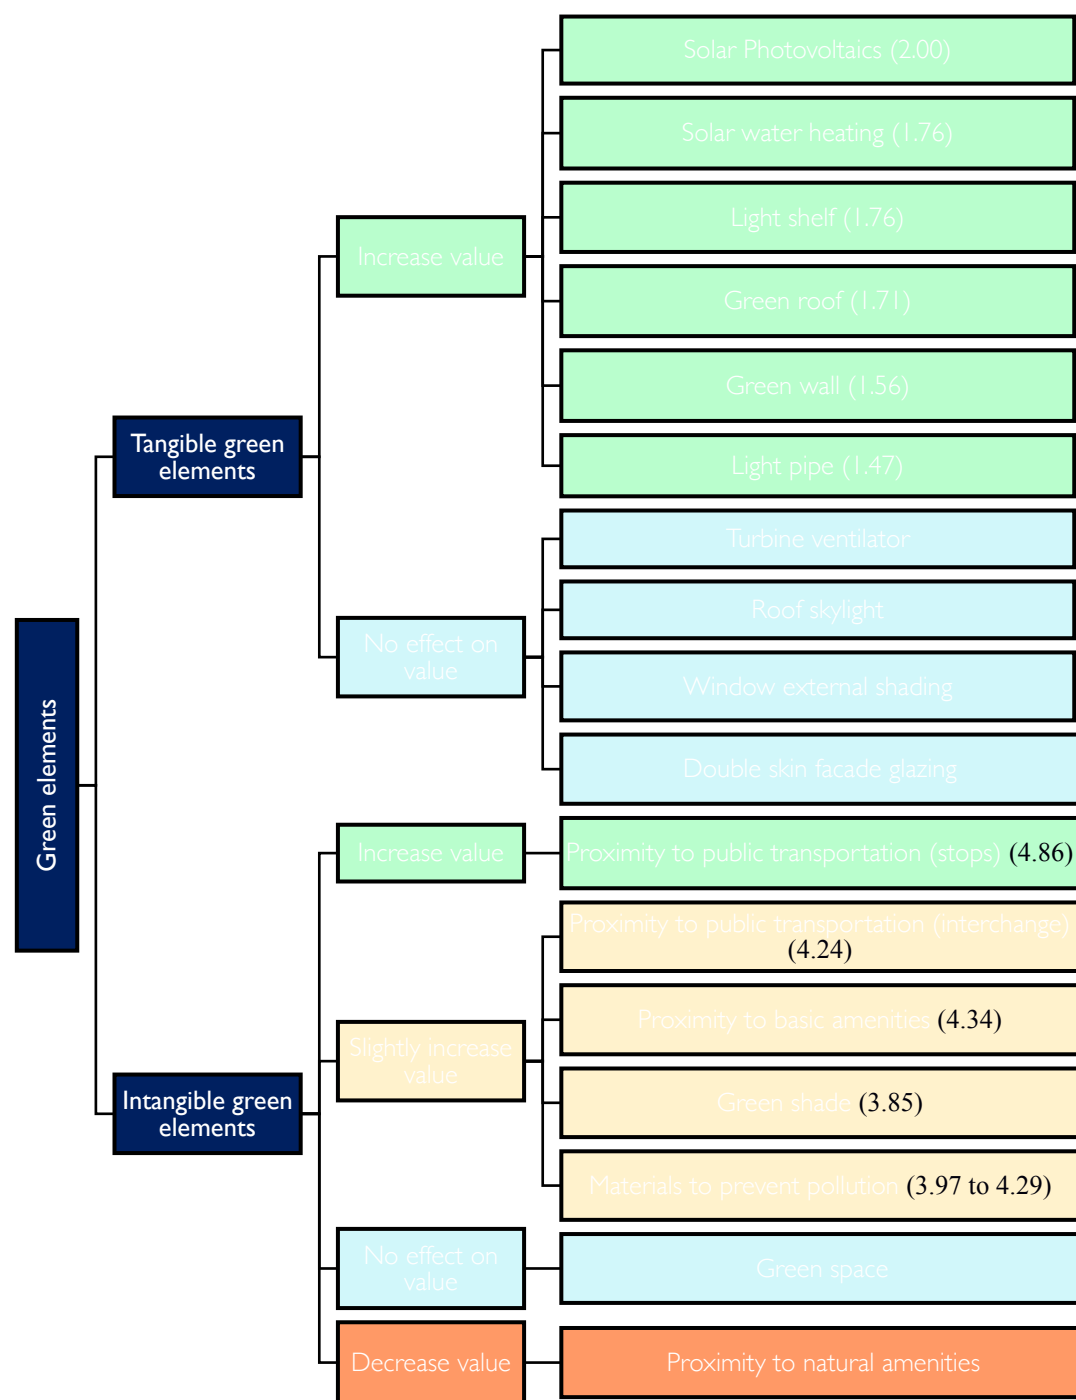 Green elements
Tangible green
elements
Increase value
Solar Photovoltaics (2.00)
Solar water heating (1.76)
Light shelf (1.76)
Green roof (1.71)
Green wall (1.56)
Light pipe (1.47)
No effect on
value
Turbine ventilator
Roof skylight
Window external shading
Double skin facade glazing
Intangible green
elements
Increase value
Proximity to public transportation (stops) (4.86)
Slightly increase
value
Proximity to public transportation (interchange)
(4.24)
Proximity to basic amenities (4.34)
Green shade (3.85)
Materials to prevent pollution (3.97 to 4.29)
No effect on
value
Green space
Decrease value
Proximity to natural amenities